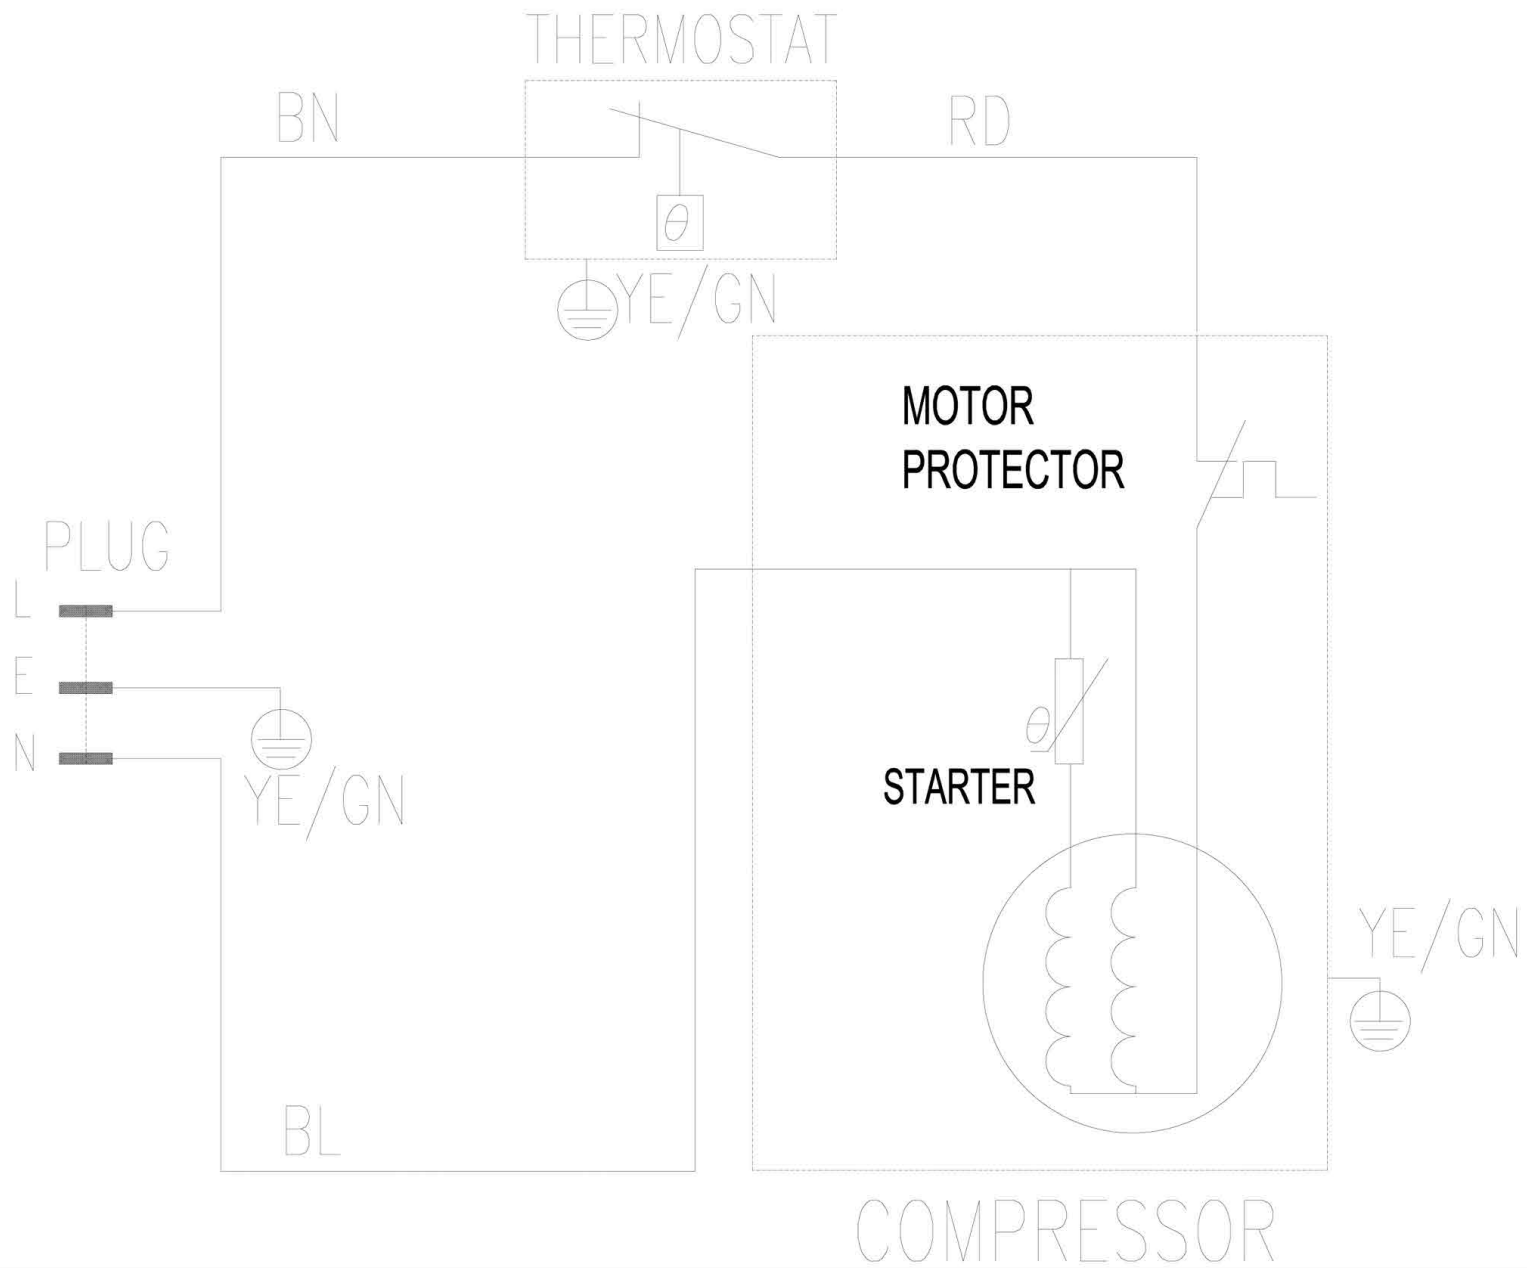 THERMOSTAT
BN
RD
θ
YE/GN
MOTOR
PROTECTOR
PLUG
L
E
N
YE/GN
θ
STARTER
YE/GN
BL
COMPRESSOR